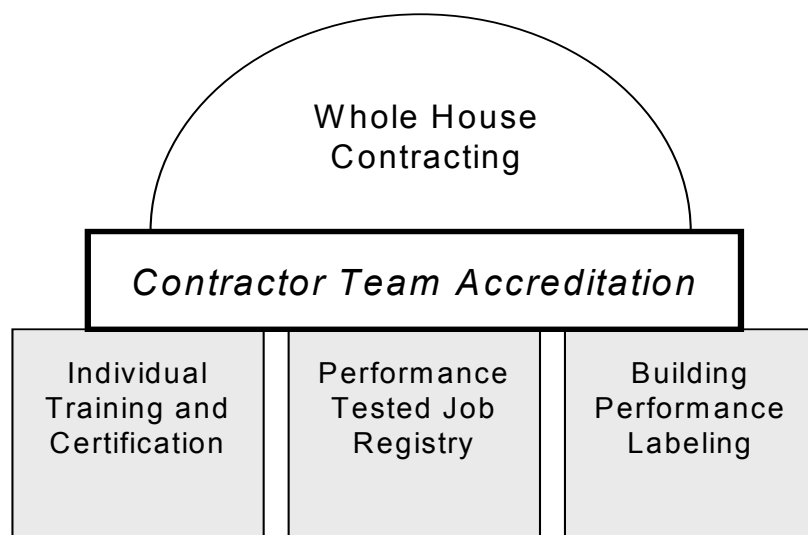 Whole House
Contracting
Contractor Team Accreditation
Individual
Training and
Certification
Performance
Tested Job
Registry
Building
Performance
Labeling